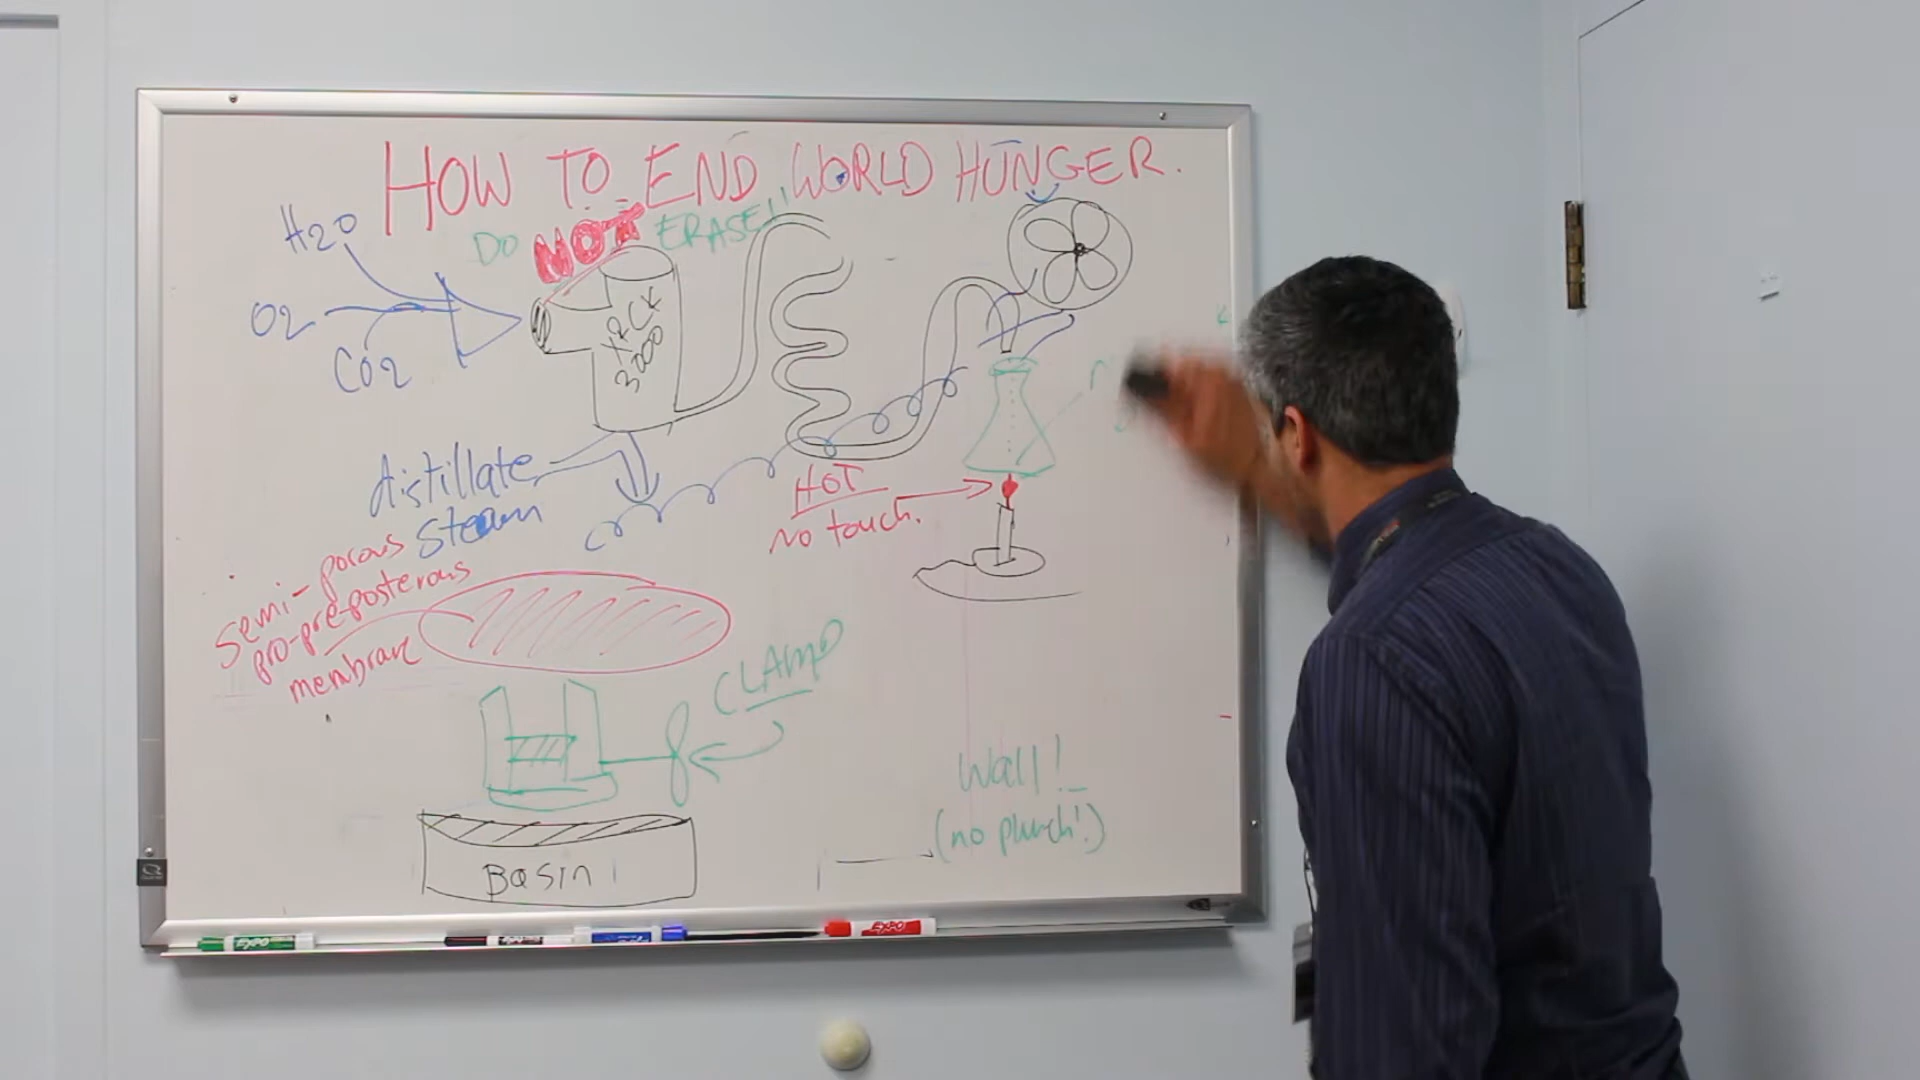 HOW TO END WORLD HUNGER.
DO NOT ERASE!!
H2O
O2
CO2
XRCK
3000
distillate
steam
HOT
no touch.
semi-porous
pro-pre-posterous
membrane
CLAMP
Wall!
(no punch!)
Basin
EXPO
EXPO